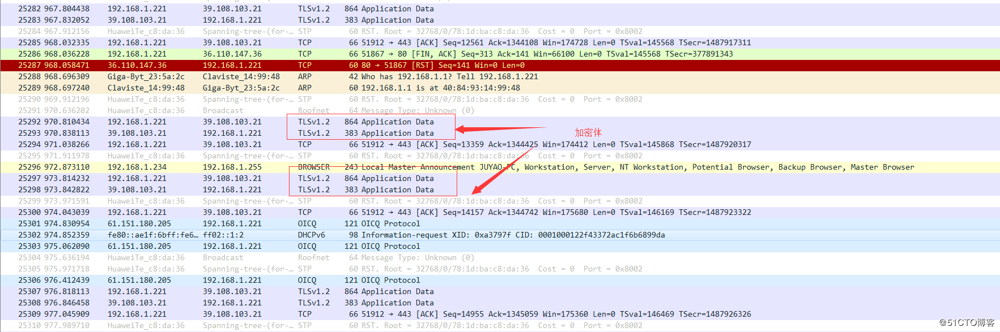 25282 967.804438 192.168.1.221 39.108.103.21 TLSv1.2 864 Application Data
25283 967.832052 39.108.103.21 192.168.1.221 TLSv1.2 383 Application Data
25284 967.912156 HuaweiTe_c8:da:36 Spanning-tree-(for-… STP 60 RST. Root = 32768/0/78:1d:ba:c8:da:36 Cost = 0 Port = 0x8002
25285 968.032335 192.168.1.221 39.108.103.21 TCP 66 51912 → 443 [ACK] Seq=12561 Ack=1344108 Win=174728 Len=0 TSval=145568 TSecr=1487917311
25286 968.036228 192.168.1.221 36.110.147.36 TCP 66 51867 → 80 [FIN, ACK] Seq=313 Ack=141 Win=66100 Len=0 TSval=145568 TSecr=377891343
25287 968.058471 36.110.147.36 192.168.1.221 TCP 60 80 → 51867 [RST] Seq=141 Win=0 Len=0
25288 968.696309 Giga-Byt_23:5a:2c Claviste_14:99:48 ARP 42 Who has 192.168.1.1? Tell 192.168.1.221
25289 968.697240 Claviste_14:99:48 Giga-Byt_23:5a:2c ARP 60 192.168.1.1 is at 40:84:93:14:99:48
25290 969.912196 HuaweiTe_c8:da:36 Spanning-tree-(for-… STP 60 RST. Root = 32768/0/78:1d:ba:c8:da:36 Cost = 0 Port = 0x8002
25291 970.636202 HuaweiTe_c8:da:36 Broadcast Roofnet 64 Message Type: Unknown (0)
25292 970.810434 192.168.1.221 39.108.103.21 TLSv1.2 864 Application Data
25293 970.838113 39.108.103.21 192.168.1.221 TLSv1.2 383 Application Data
加密体
25294 971.038266 192.168.1.221 39.108.103.21 TCP 66 51912 → 443 [ACK] Seq=13359 Ack=1344425 Win=174412 Len=0 TSval=145868 TSecr=1487920317
25295 971.911978 HuaweiTe_c8:da:36 Spanning-tree-(for-… STP 60 RST. Root = 32768/0/78:1d:ba:c8:da:36 Cost = 0 Port = 0x8002
25296 972.873110 192.168.1.234 192.168.1.255 BROWSER 243 Local Master Announcement JUYAO-PC, Workstation, Server, NT Workstation, Potential Browser, Backup Browser, Master Browser
25297 973.814232 192.168.1.221 39.108.103.21 TLSv1.2 864 Application Data
25298 973.842822 39.108.103.21 192.168.1.221 TLSv1.2 383 Application Data
25299 973.971591 HuaweiTe_c8:da:36 Spanning-tree-(for-… STP 60 RST. Root = 32768/0/78:1d:ba:c8:da:36 Cost = 0 Port = 0x8002
25300 974.043039 192.168.1.221 39.108.103.21 TCP 66 51912 → 443 [ACK] Seq=14157 Ack=1344742 Win=175680 Len=0 TSval=146169 TSecr=1487923322
25301 974.830954 61.151.180.205 192.168.1.221 OICQ 121 OICQ Protocol
25302 974.852359 fe80::ae1f:6bff:fe6… ff02::1:2 DHCPv6 98 Information-request XID: 0xa3797f CID: 0001000122f43372ac1f6b6899da
25303 975.062090 61.151.180.205 192.168.1.221 OICQ 121 OICQ Protocol
25304 975.636194 HuaweiTe_c8:da:36 Broadcast Roofnet 64 Message Type: Unknown (0)
25305 975.971718 HuaweiTe_c8:da:36 Spanning-tree-(for-… STP 60 RST. Root = 32768/0/78:1d:ba:c8:da:36 Cost = 0 Port = 0x8002
25306 976.412439 61.151.180.205 192.168.1.221 OICQ 121 OICQ Protocol
25307 976.818113 192.168.1.221 39.108.103.21 TLSv1.2 864 Application Data
25308 976.846458 39.108.103.21 192.168.1.221 TLSv1.2 383 Application Data
25309 977.045909 192.168.1.221 39.108.103.21 TCP 66 51912 → 443 [ACK] Seq=14955 Ack=1345059 Win=175360 Len=0 TSval=146469 TSecr=1487926326
25310 977.989710 HuaweiTe_c8:da:36 Spanning-tree-(for-… STP 60 RST. Root = 32768/0/78:1d:ba:c8:da:36 Cost = 0 Port = 0x8002
@51CTO博客